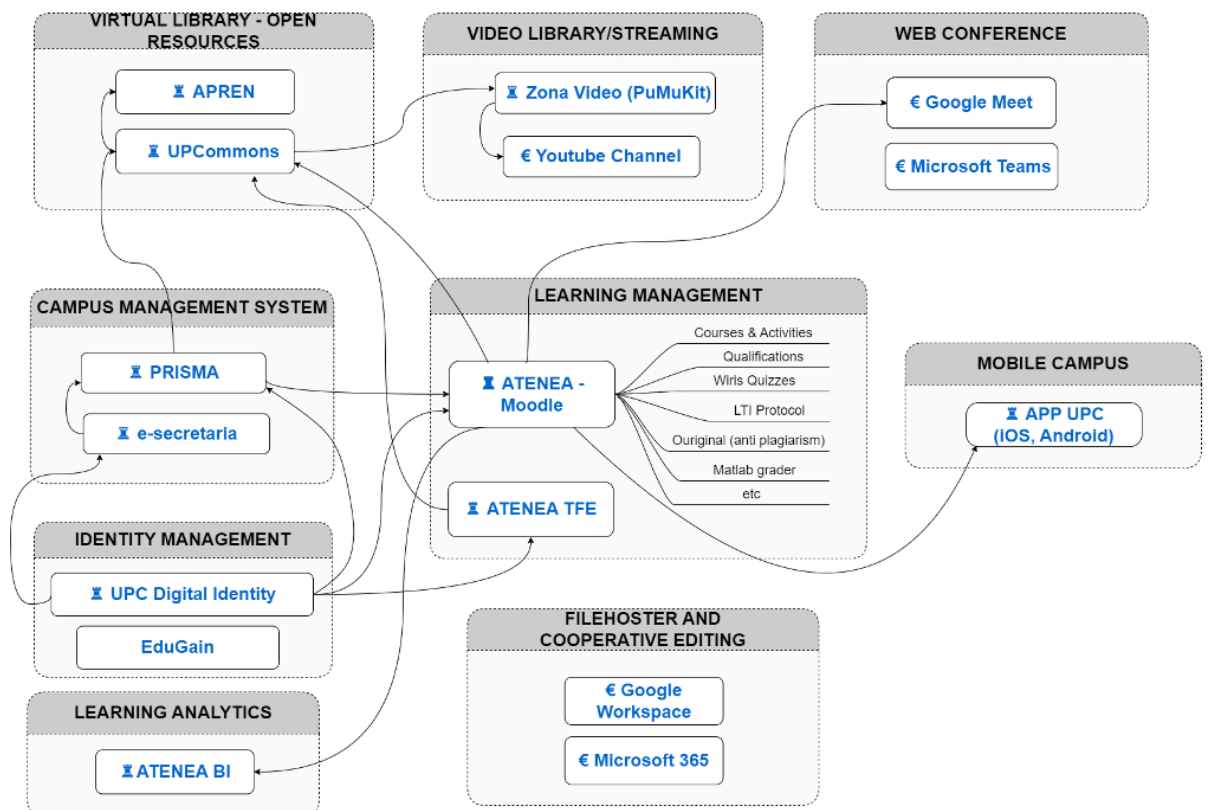 VIRTUAL LIBRARY - OPEN
RESOURCES
♜ APREN
♜ UPCommons
VIDEO LIBRARY/STREAMING
♜ Zona Video (PuMuKit)
€ Youtube Channel
WEB CONFERENCE
€ Google Meet
€ Microsoft Teams
CAMPUS MANAGEMENT SYSTEM
♜ PRISMA
♜ e-secretaria
LEARNING MANAGEMENT
♜ ATENEA -
Moodle
Courses & Activities
Qualifications
Wiris Quizzes
LTI Protocol
Ouriginal (anti plagiarism)
Matlab grader
etc
♜ ATENEA TFE
MOBILE CAMPUS
♜ APP UPC
(iOS, Android)
IDENTITY MANAGEMENT
♜ UPC Digital Identity
EduGain
FILEHOSTER AND
COOPERATIVE EDITING
€ Google
Workspace
€ Microsoft 365
LEARNING ANALYTICS
♜ ATENEA BI